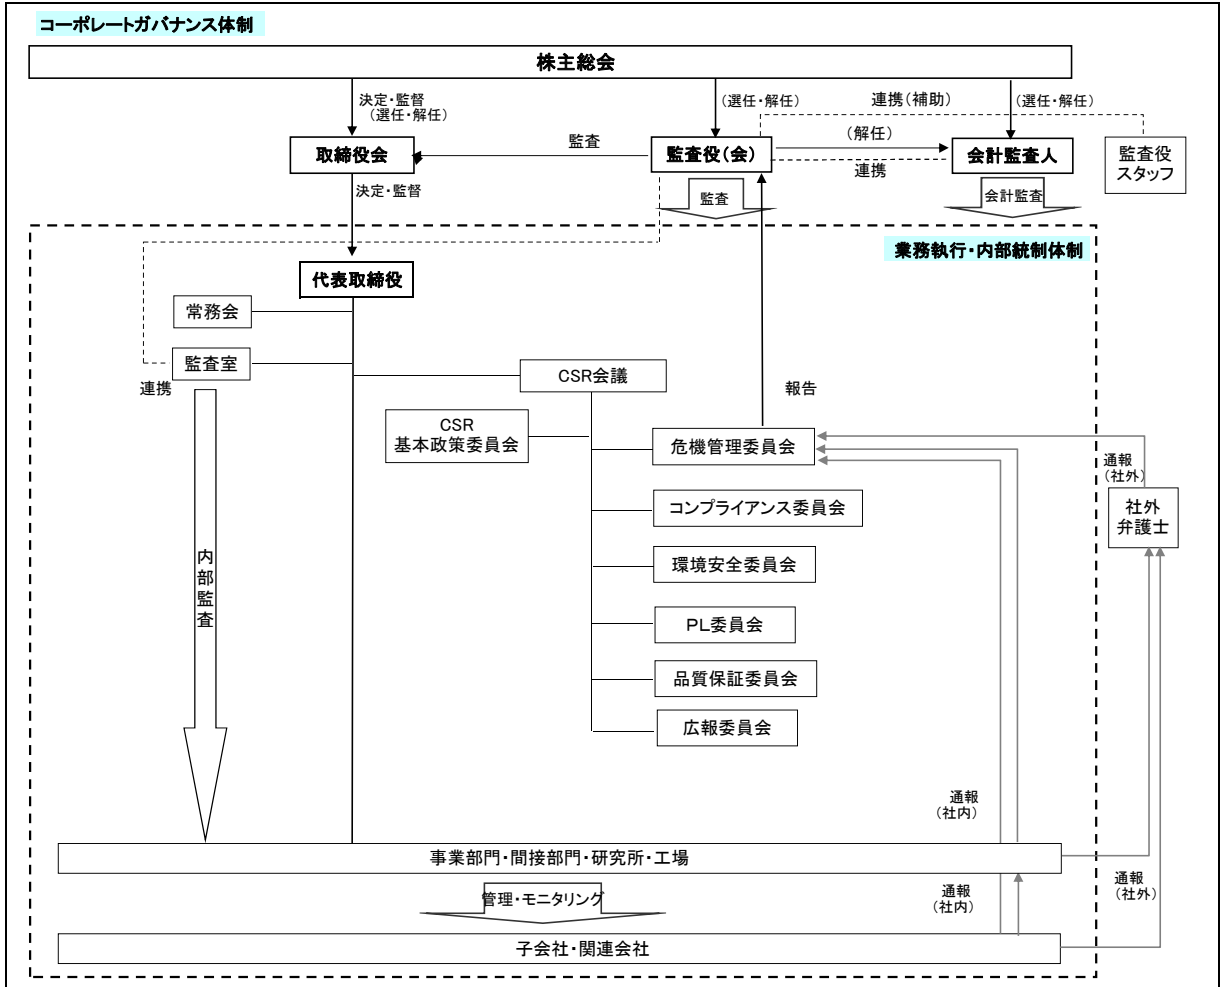 コーポレートガバナンス体制
株主総会
決定・監督
(選任・解任)
(選任・解任)
連携(補助)
(選任・解任)
取締役会
監査
監査役(会)
(解任)
連携
会計監査人
監査役
スタッフ
決定・監督
監査
会計監査
業務執行・内部統制体制
代表取締役
常務会
監査室
連携
CSR会議
報告
CSR
基本政策委員会
危機管理委員会
通報
(社外)
コンプライアンス委員会
社外
弁護士
環境安全委員会
内部監査
PL委員会
品質保証委員会
広報委員会
通報
(社内)
事業部門・間接部門・研究所・工場
管理・モニタリング
通報
(社内)
通報
(社外)
子会社・関連会社